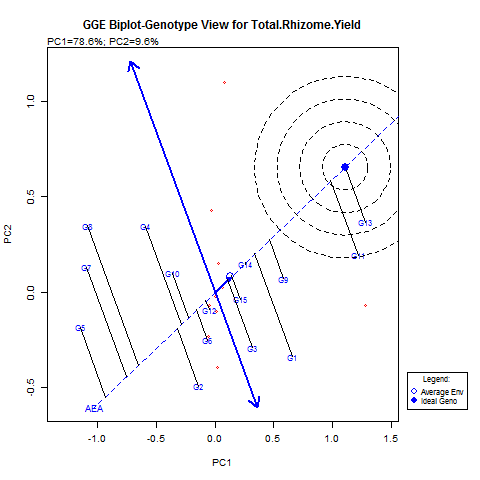 GGE Biplot-Genotype View for Total.Rhizome.Yield
PC1=78.6%; PC2=9.6%
PC2
1.0
0.5
0.0
-0.5
G8
G4
G7
G10
G5
G14
G13
G11
G9
G15
G12
G6
G3
G1
G2
AEA
-1.0
-0.5
0.0
0.5
1.0
1.5
PC1
Legend:
Average Env
Ideal Geno